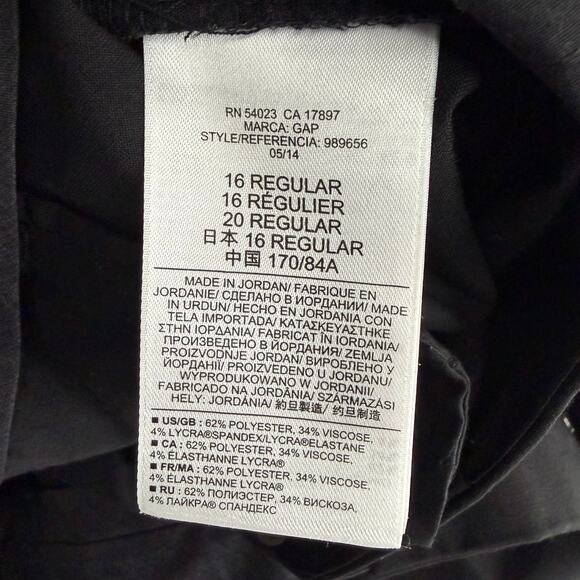 RN 54023 CA 17897
MARCA: GAP
STYLE/REFERENCIA: 989656
05/14
16 REGULAR
16 RÉGULIER
20 REGULAR
日本 16 REGULAR
中国 170/84A
MADE IN JORDAN/ FABRIQUE EN
JORDANIE/ СДЕЛАНО В ИОРДАНИИ/ MADE
IN URDUN/ HECHO EN JORDANIA CON
TELA IMPORTADA/ ΚΑΤΑΣΚΕΥΑΣΤΗΚΕ
ΣΤΗΝ ΙΟΡΔΑΝΙΑ/ FABRICAT ÎN IORDANIA/
ПРОИЗВЕДЕНО В ЙОРДАНИЯ/ ZEMLJA
PROIZVODNJE JORDAN/ ВИРОБЛЕНО У
ЙОРДАНІЇ/ PROIZVEDENO U JORDANU/
WYPRODUKOWANO W JORDANII/
FABRICADO NA JORDÂNIA/ SZÁRMAZÁSI
HELY: JORDÁNIA/ 約旦製造/ 约旦制造
■ US/GB : 62% POLYESTER, 34% VISCOSE,
4% LYCRA®SPANDEX/LYCRA®ELASTANE
■ CA : 62% POLYESTER, 34% VISCOSE,
4% ÉLASTHANNE LYCRA®
■ FR/MA : 62% POLYESTER, 34% VISCOSE,
4% ÉLASTHANNE LYCRA®
■ RU : 62% ПОЛИЭСТЕР, 34% ВИСКОЗА,
4% ЛАЙКРА® СПАНДЕКС